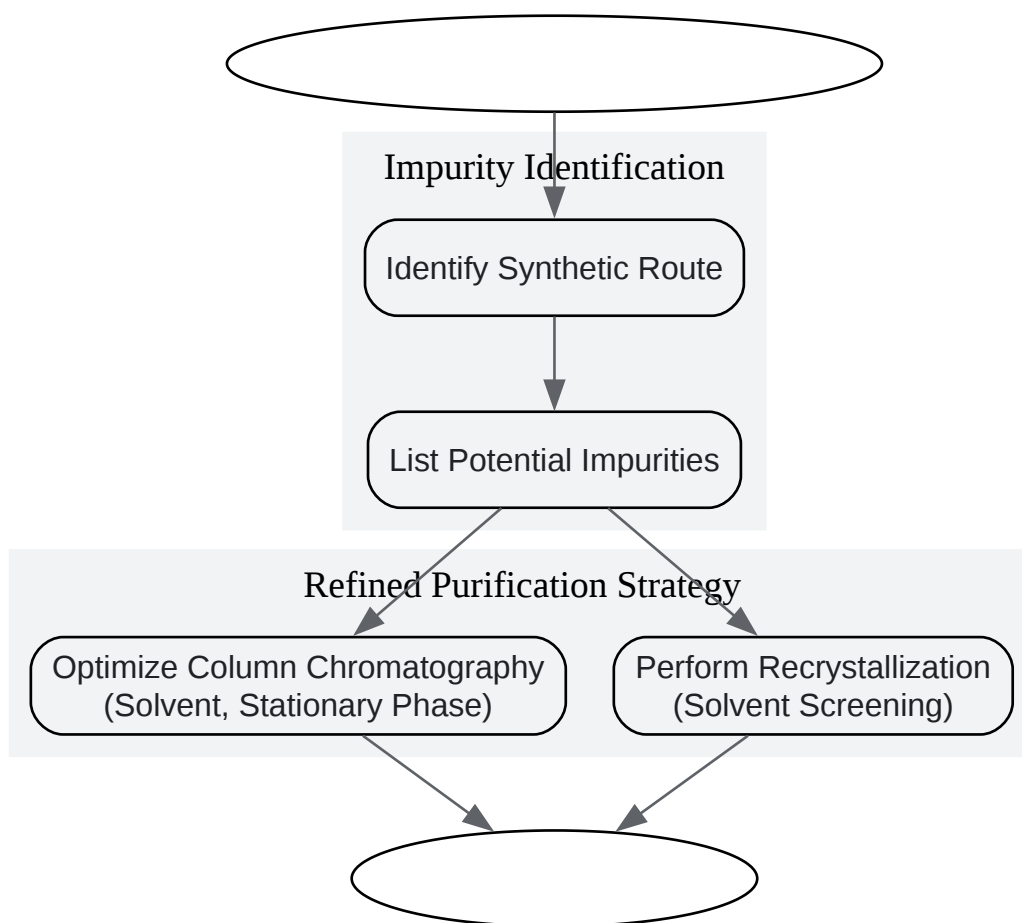 Impurity Identification
Identify Synthetic Route
List Potential Impurities
Refined Purification Strategy
Optimize Column Chromatography
(Solvent, Stationary Phase)
Perform Recrystallization
(Solvent Screening)